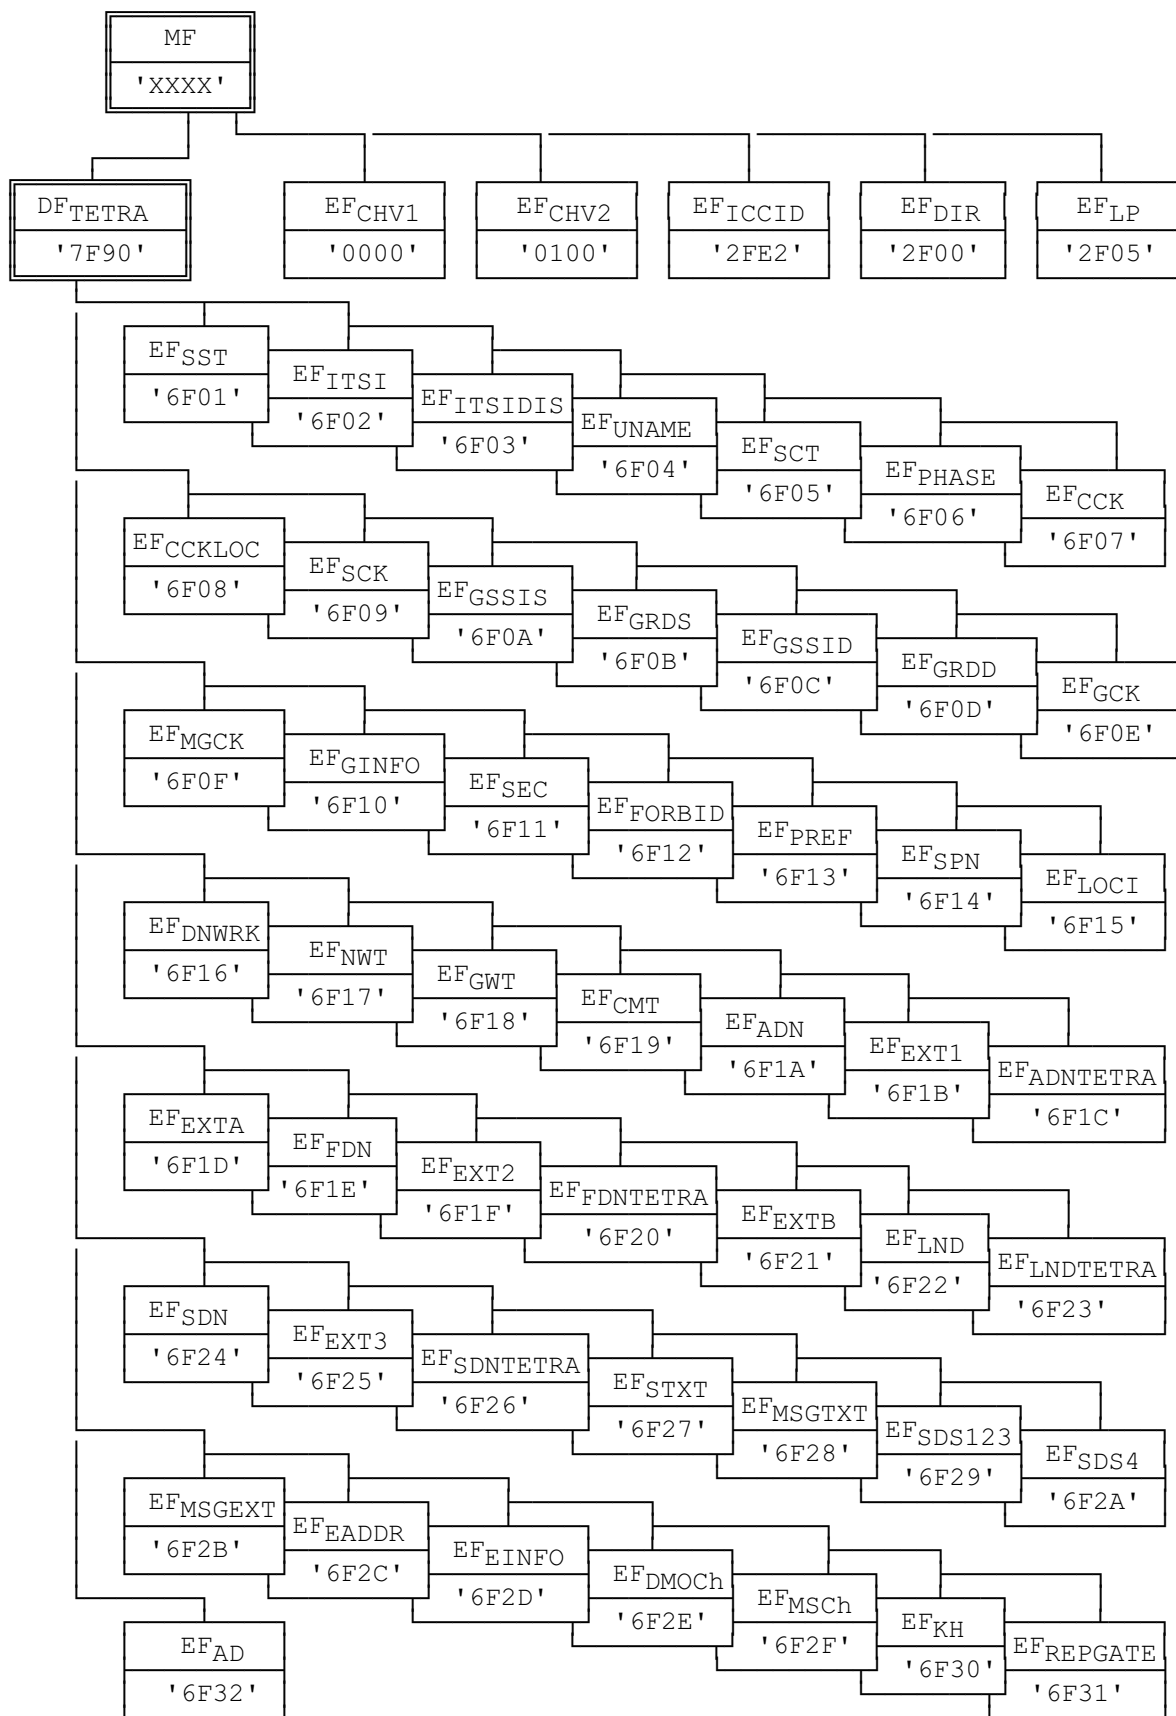 MF
'XXXX'
DFTETRA EFCHV1 EFCHV2 EFICCID EFDIR EFLP
'7F90' '0000' '0100' '2FE2' '2F00' '2F05'
EFSST
'6F01'
EFITSI
'6F02'
EFITSIDIS
'6F03'
EFUNAME
'6F04'
EFSCT
'6F05'
EFPHASE
'6F06'
EFCCK
'6F07'
EFCCKLOC
'6F08'
EFSCK
'6F09'
EFGSSIS
'6F0A'
EFGRDS
'6F0B'
EFGSSID
'6F0C'
EFGRDD
'6F0D'
EFGCK
'6F0E'
EFMGCK
'6F0F'
EFGINFO
'6F10'
EFSEC
'6F11'
EFFORBID
'6F12'
EFPREF
'6F13'
EFSPN
'6F14'
EFLOCI
'6F15'
EFDNWRK
'6F16'
EFNWT
'6F17'
EFGWT
'6F18'
EFCMT
'6F19'
EFADN
'6F1A'
EFEXT1
'6F1B'
EFADNTETRA
'6F1C'
EFEXTA
'6F1D'
EFFDN
'6F1E'
EFEXT2
'6F1F'
EFFDNTETRA
'6F20'
EFEXTB
'6F21'
EFLND
'6F22'
EFLNDTETRA
'6F23'
EFSDN
'6F24'
EFEXT3
'6F25'
EFSDNTETRA
'6F26'
EFSTXT
'6F27'
EFMSGTXT
'6F28'
EFSDS123
'6F29'
EFSDS4
'6F2A'
EFMSGEXT
'6F2B'
EFEADDR
'6F2C'
EFEINFO
'6F2D'
EFDMOCh
'6F2E'
EFMSCh
'6F2F'
EFKH
'6F30'
EFREPGATE
'6F31'
EFAD
'6F32'